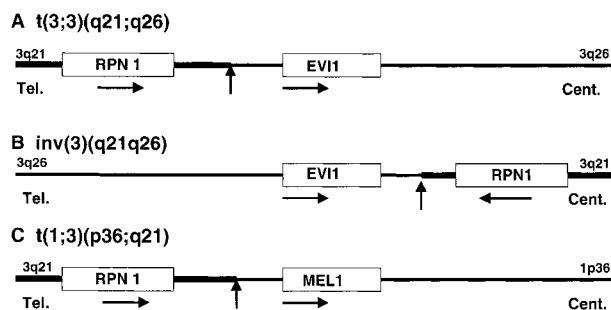 A t(3;3)(q21;q26)
3q21 3q26
RPN 1 EVI1
Tel. Cent.
B inv(3)(q21q26)
3q26 3q21
EVI1 RPN1
Tel. Cent.
C t(1;3)(p36;q21)
3q21 1p36
RPN 1 MEL1
Tel. Cent.